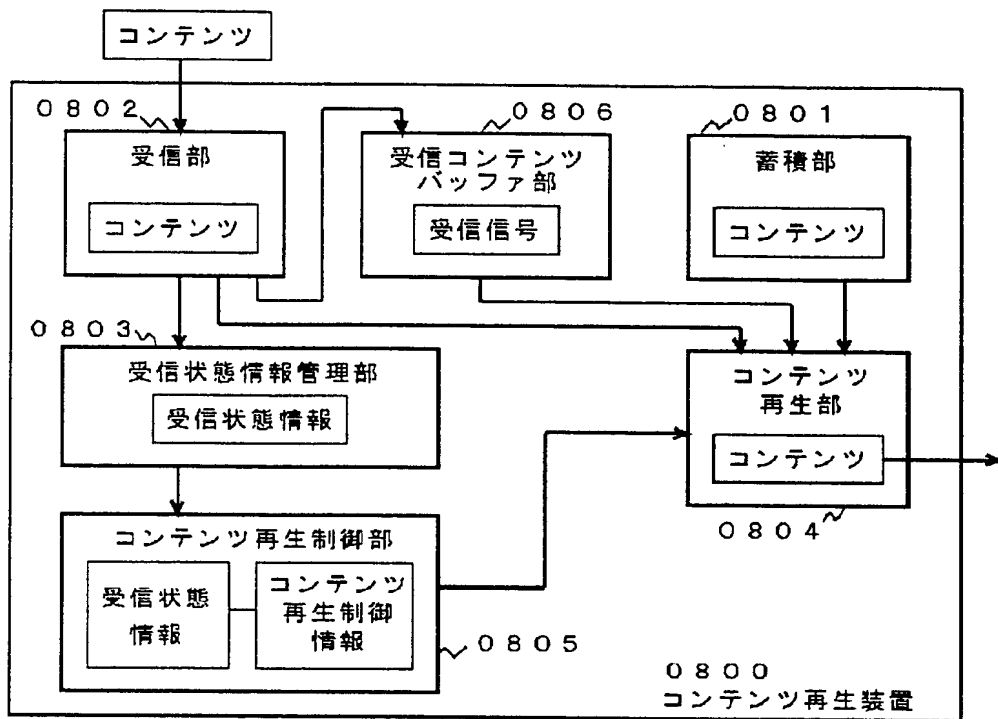 コンテンツ
0802
受信部
コンテンツ
0806
受信コンテンツ
バッファ部
受信信号
0801
蓄積部
コンテンツ
0803
受信状態情報管理部
受信状態情報
コンテンツ
再生部
コンテンツ
0804
コンテンツ再生制御部
受信状態
情報
コンテンツ
再生制御
情報
0805
0800
コンテンツ再生装置